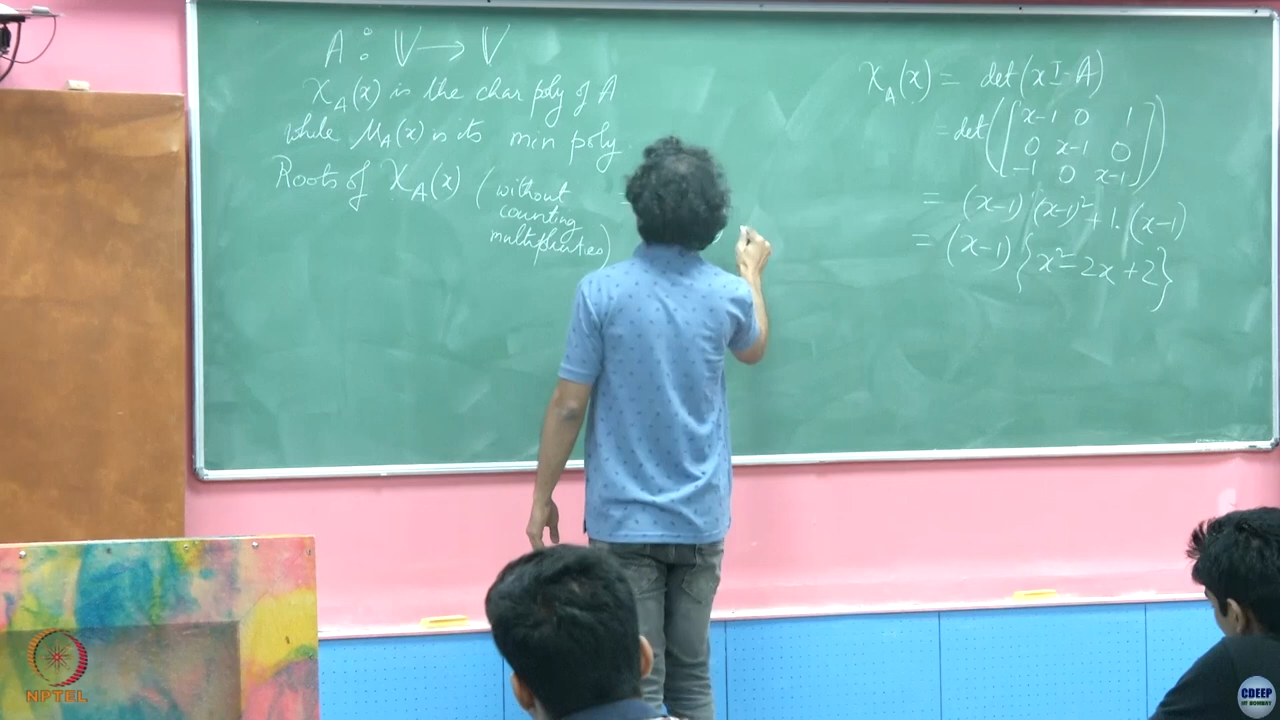 A : 𝕍 → 𝕍
χ_A(x) is the char poly of A
while μ_A(x) is its min poly.
Roots of χ_A(x) (without
counting
multiplicities)
χ_A(x) = det(xI-A)
= det([x-1 0 1
0 x-1 0
-1 0 x-1])
= (x-1)(x-1)² + 1.(x-1)
= (x-1){x²-2x+2}
NPTEL
CDEEP
IIT BOMBAY